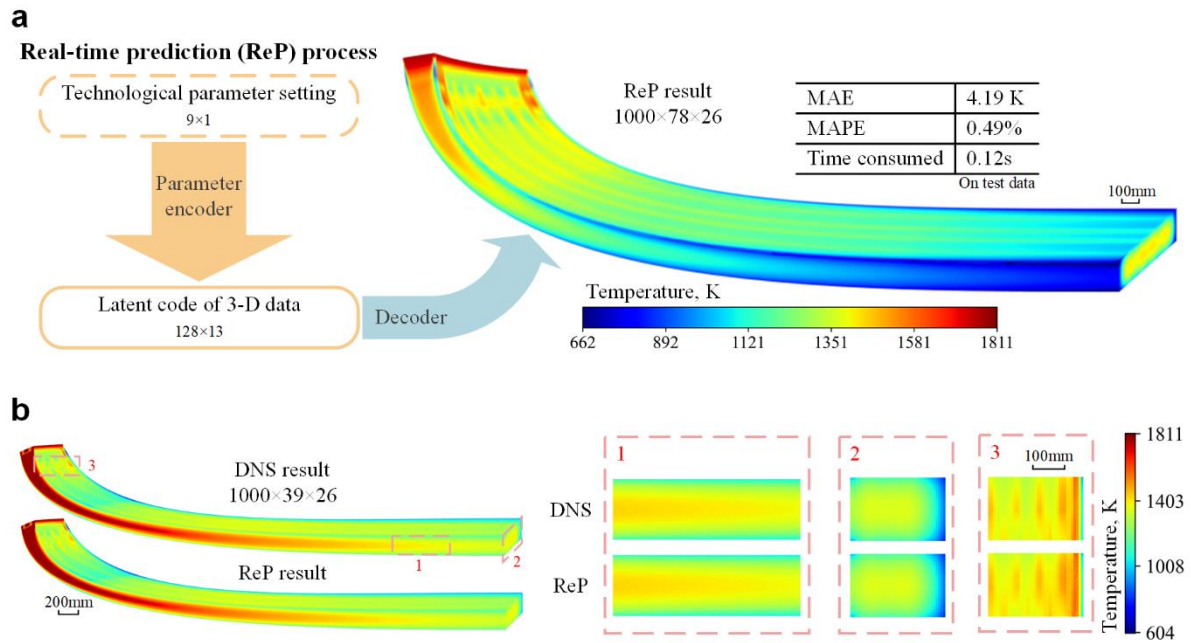 a
Real-time prediction (ReP) process
Technological parameter setting
9×1
Parameter
encoder
Latent code of 3-D data
128×13
Decoder
ReP result
1000×78×26
MAE 4.19 K
MAPE 0.49%
Time consumed 0.12s
On test data
100mm
Temperature, K
662 892 1121 1351 1581 1811
b
3
DNS result
1000×39×26
1
2
ReP result
200mm
1
2
3
100mm
DNS
ReP
Temperature, K
1811
1403
1008
604